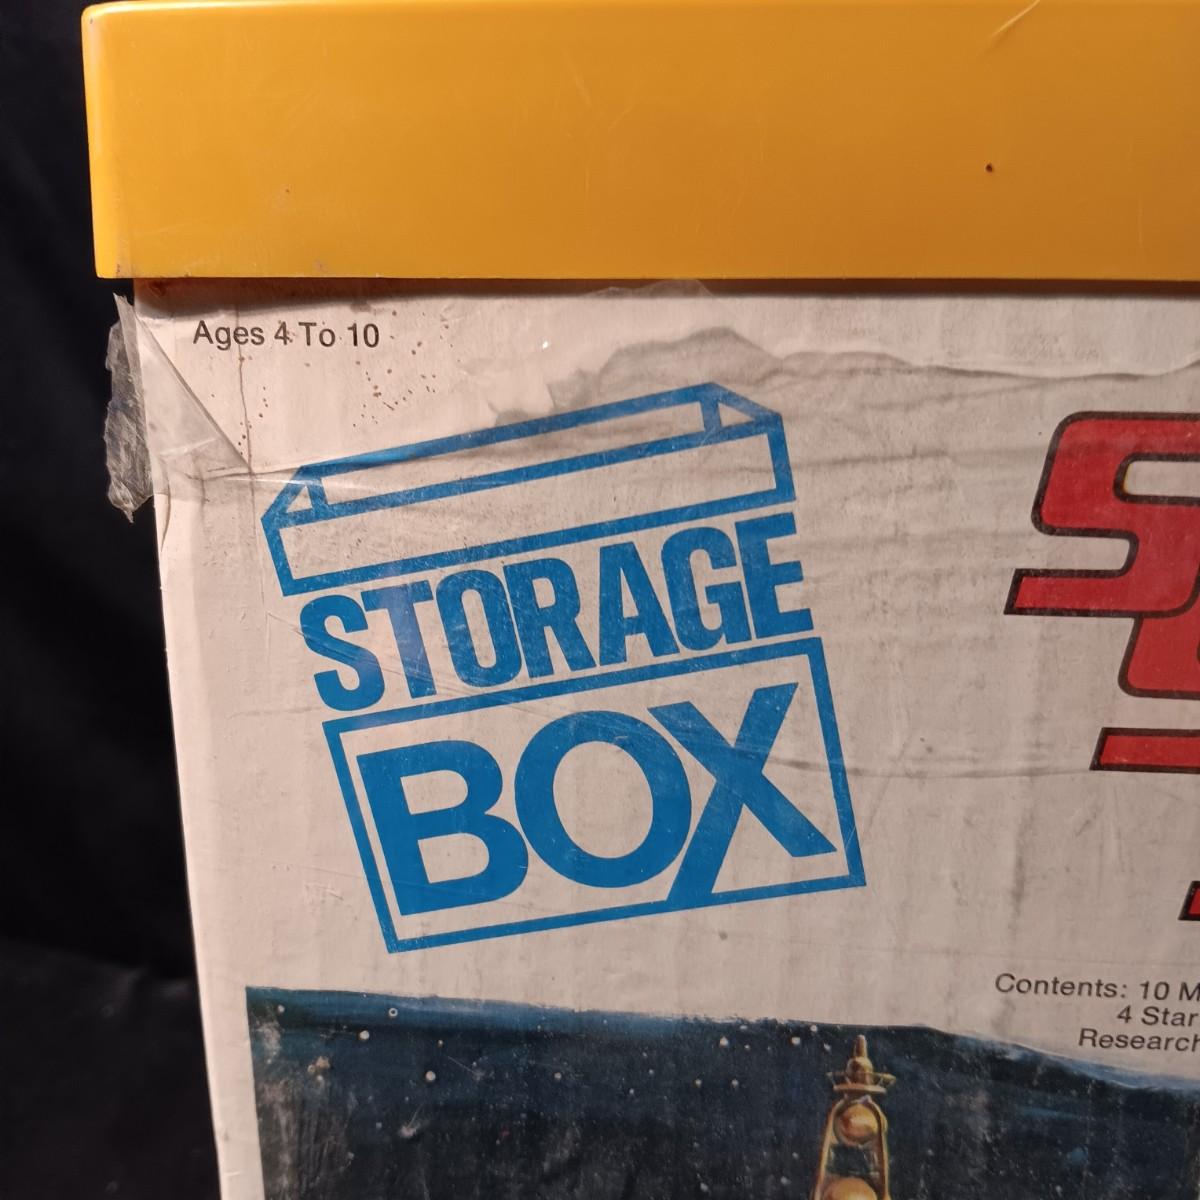 Ages 4 To 10
STORAGE
BOX
Contents: 10
4 Star
Research